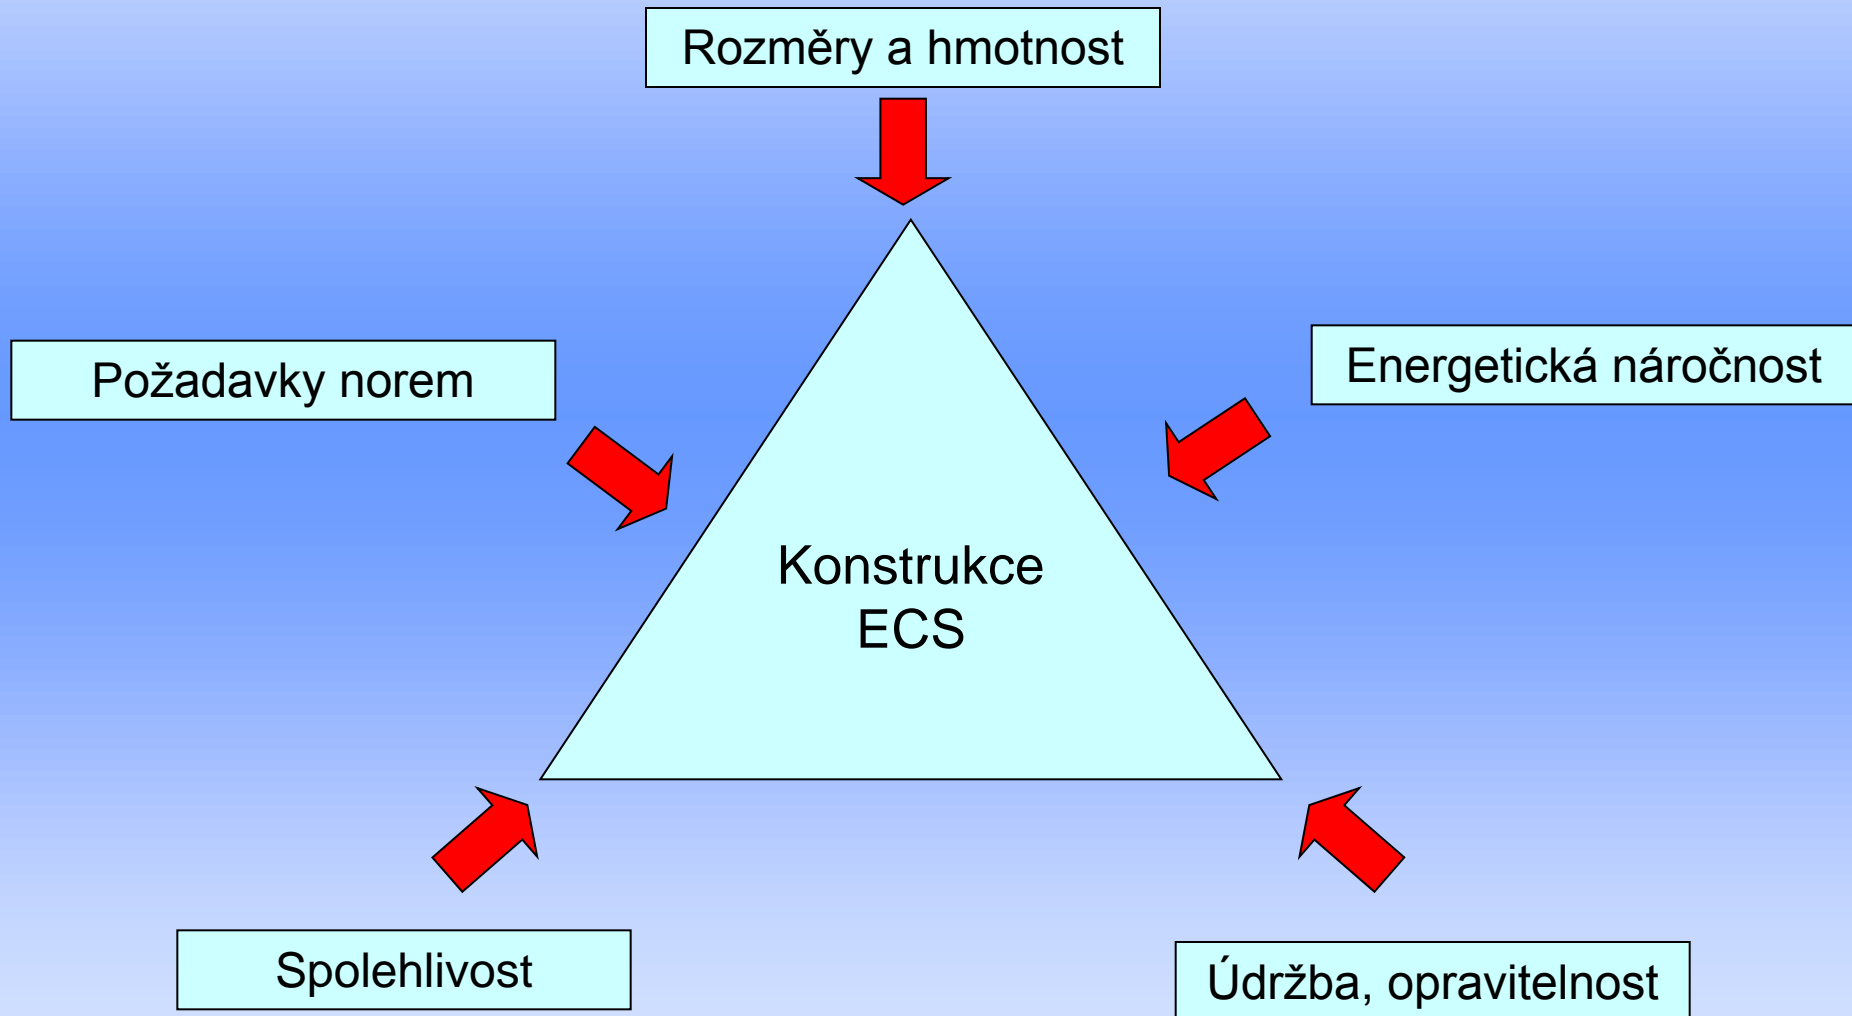 Rozměry a hmotnost
Požadavky norem
Energetická náročnost
Konstrukce
ECS
Spolehlivost
Údržba, opravitelnost